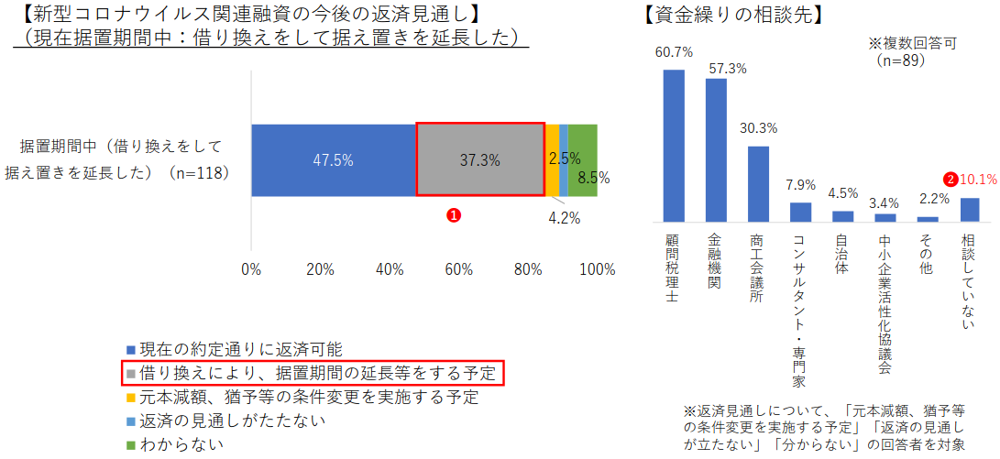 【新型コロナウイルス関連融資の今後の返済見通し】
（現在据置期間中：借り換えをして据え置きを延長した）
据置期間中（借り換えをして
据え置きを延長した）（n=118）
47.5%
37.3%
2.5%
8.5%
4.2%
❶
0%
20%
40%
60%
80%
100%
現在の約定通りに返済可能
借り換えにより、据置期間の延長等をする予定
元本減額、猶予等の条件変更を実施する予定
返済の見通しがたたない
わからない
【資金繰りの相談先】
※複数回答可
（n=89）
60.7%
57.3%
30.3%
7.9%
4.5%
3.4%
2.2%
❷10.1%
顧問税理士
金融機関
商工会議所
コンサルタント・専門家
自治体
中小企業活性化協議会
その他
相談していない
※返済見通しについて、「元本減額、猶予等
の条件変更を実施する予定」「返済の見通し
が立たない」「分からない」の回答者を対象